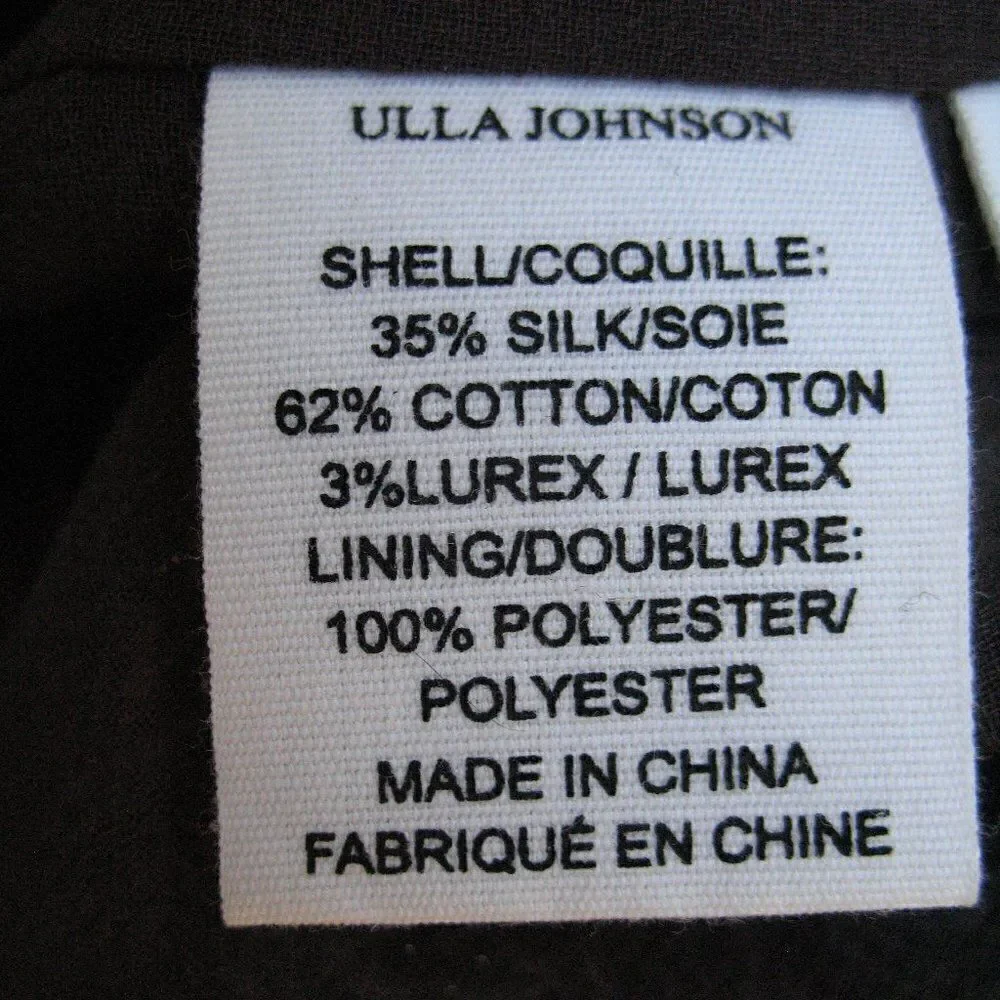 ULLA JOHNSON
SHELL/COQUILLE:
35% SILK/SOIE
62% COTTON/COTON
3%LUREX / LUREX
LINING/DOUBLURE:
100% POLYESTER/
POLYESTER
MADE IN CHINA
FABRIQUÉ EN CHINE